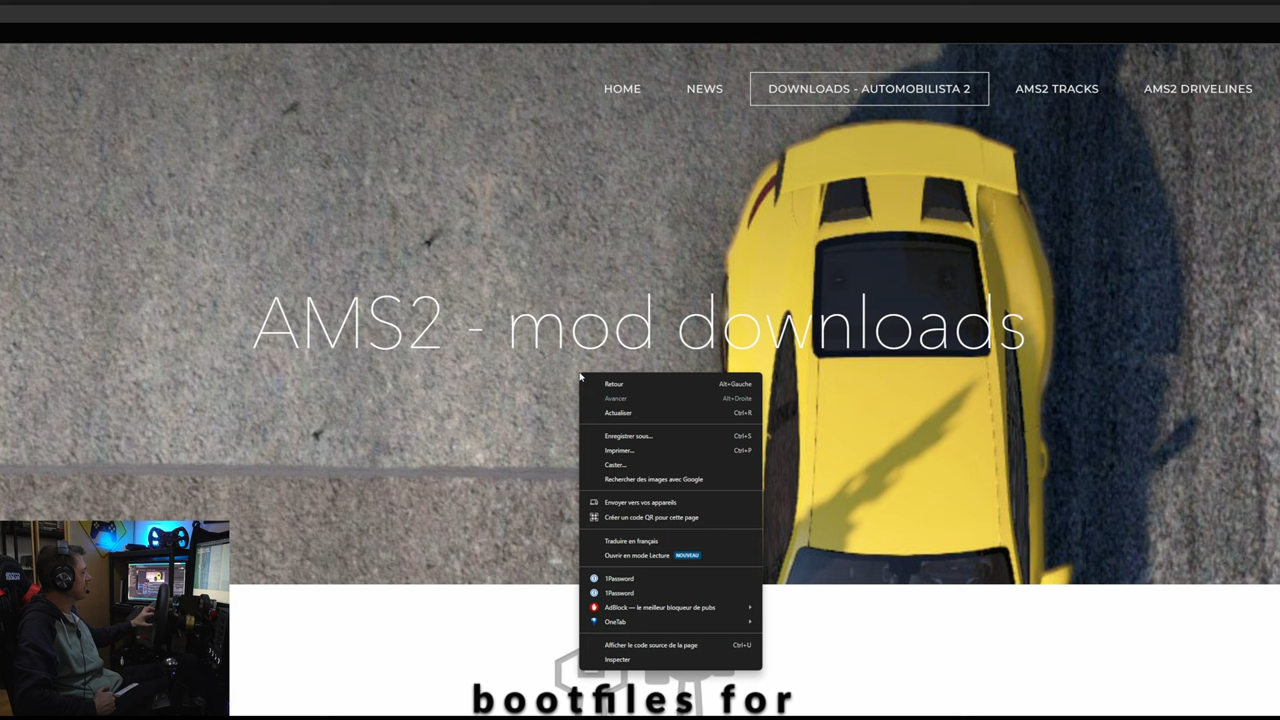 HOME NEWS DOWNLOADS - AUTOMOBILISTA 2 AMS2 TRACKS AMS2 DRIVELINES
AMS2 - mod downloads
Retour Alt+Gauche
Avancer Alt+Droite
Actualiser Ctrl+R
Enregistrer sous... Ctrl+S
Imprimer... Ctrl+P
Caster...
Rechercher des images avec Google
Envoyer vers vos appareils
Créer un code QR pour cette page
Traduire en français
Ouvrir en mode Lecture NOUVEAU
1Password
1Password
AdBlock — le meilleur bloqueur de pubs
OneTab
Afficher le code source de la page Ctrl+U
Inspecter
bootfiles for